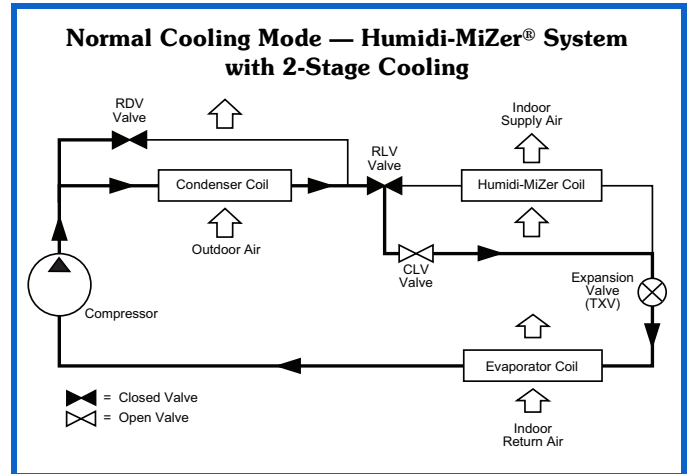 Normal Cooling Mode — Humidi-MiZer® System
with 2-Stage Cooling
RDV
Valve
Indoor
Supply Air
RLV
Valve
Condenser Coil
Humidi-MiZer Coil
Outdoor Air
CLV
Valve
Expansion
Valve
(TXV)
Compressor
Evaporator Coil
= Closed Valve
= Open Valve
Indoor
Return Air